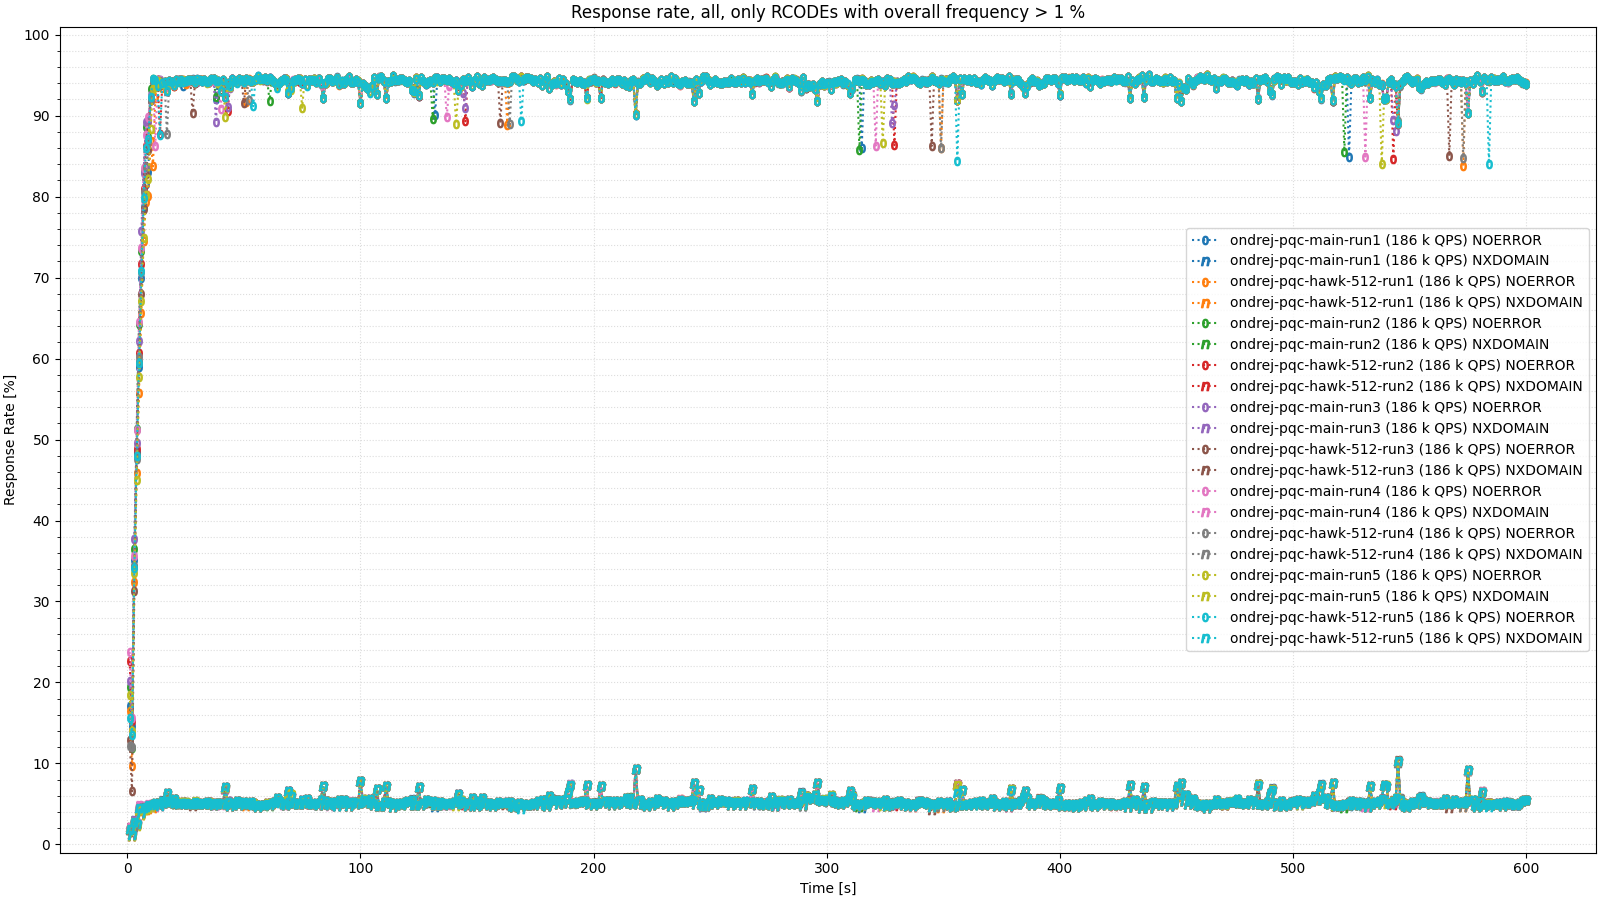 Response rate, all, only RCODEs with overall frequency > 1 %
Response Rate [%]
100
90
80
70
60
50
40
30
20
10
0
ondrej-pqc-main-run1 (186 k QPS) NOERROR
ondrej-pqc-main-run1 (186 k QPS) NXDOMAIN
ondrej-pqc-hawk-512-run1 (186 k QPS) NOERROR
ondrej-pqc-hawk-512-run1 (186 k QPS) NXDOMAIN
ondrej-pqc-main-run2 (186 k QPS) NOERROR
ondrej-pqc-main-run2 (186 k QPS) NXDOMAIN
ondrej-pqc-hawk-512-run2 (186 k QPS) NOERROR
ondrej-pqc-hawk-512-run2 (186 k QPS) NXDOMAIN
ondrej-pqc-main-run3 (186 k QPS) NOERROR
ondrej-pqc-main-run3 (186 k QPS) NXDOMAIN
ondrej-pqc-hawk-512-run3 (186 k QPS) NOERROR
ondrej-pqc-hawk-512-run3 (186 k QPS) NXDOMAIN
ondrej-pqc-main-run4 (186 k QPS) NOERROR
ondrej-pqc-main-run4 (186 k QPS) NXDOMAIN
ondrej-pqc-hawk-512-run4 (186 k QPS) NOERROR
ondrej-pqc-hawk-512-run4 (186 k QPS) NXDOMAIN
ondrej-pqc-main-run5 (186 k QPS) NOERROR
ondrej-pqc-main-run5 (186 k QPS) NXDOMAIN
ondrej-pqc-hawk-512-run5 (186 k QPS) NOERROR
ondrej-pqc-hawk-512-run5 (186 k QPS) NXDOMAIN
0 100 200 300 400 500 600
Time [s]